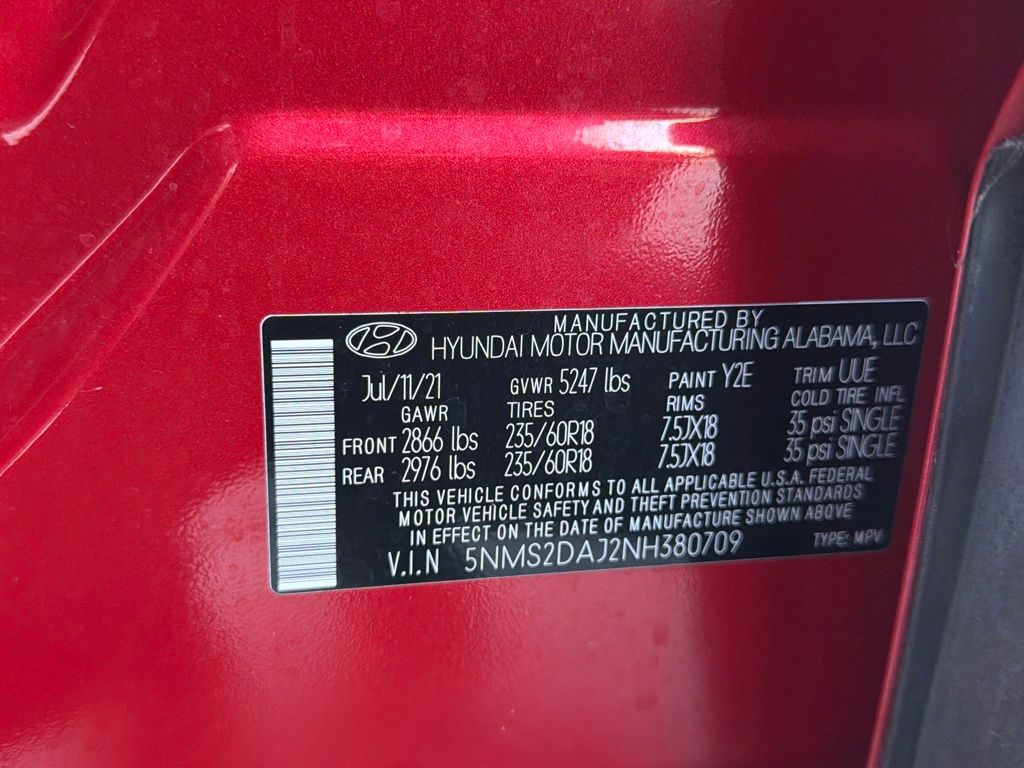 MANUFACTURED BY
HYUNDAI MOTOR MANUFACTURING ALABAMA, LLC
Jul/11/21 GVWR 5247 lbs PAINT Y2E TRIM UUE
GAWR TIRES RIMS COLD TIRE INFL
FRONT 2866 lbs 235/60R18 7.5JX18 35 psi SINGLE
REAR 2976 lbs 235/60R18 7.5JX18 35 psi SINGLE
THIS VEHICLE CONFORMS TO ALL APPLICABLE U.S.A. FEDERAL
MOTOR VEHICLE SAFETY AND THEFT PREVENTION STANDARDS
IN EFFECT ON THE DATE OF MANUFACTURE SHOWN ABOVE
V.I.N 5NMS2DAJ2NH380709 TYPE: MPV